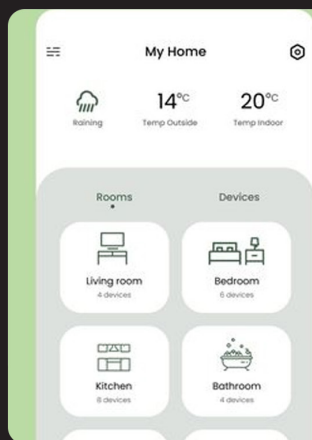 My Home
14°C
20°C
Raining
Temp Outside
Temp Indoor
Rooms
Devices
Living room
4 devices
Bedroom
6 devices
Kitchen
8 devices
Bathroom
4 devices